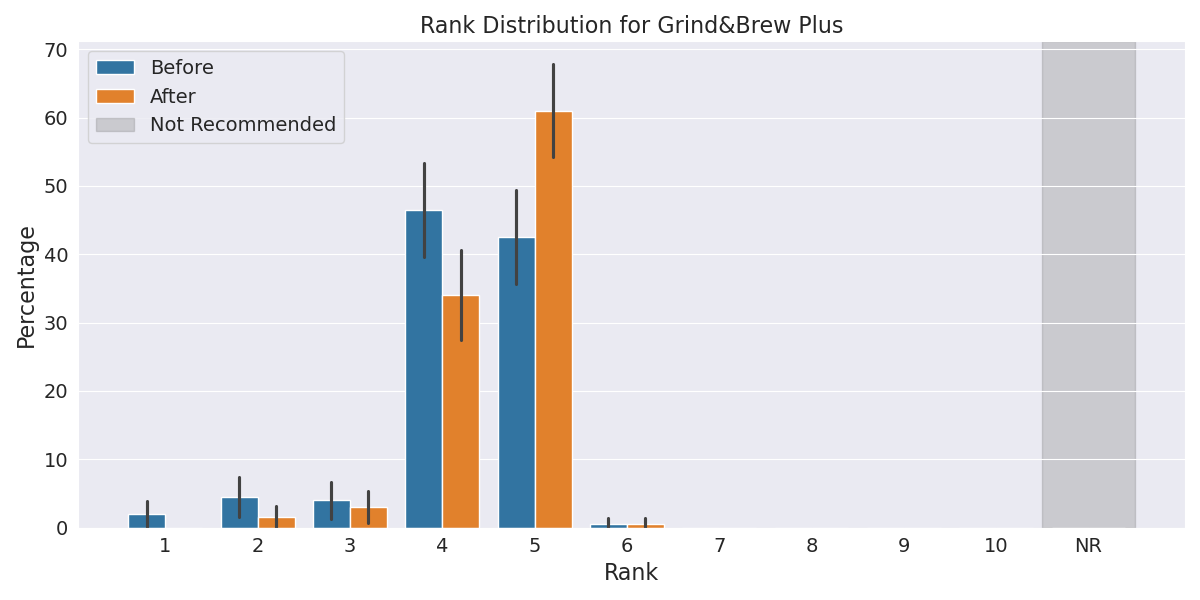 Rank Distribution for Grind&Brew Plus
Before
After
Not Recommended
70
60
50
40
30
20
10
0
Percentage
1 2 3 4 5 6 7 8 9 10 NR
Rank